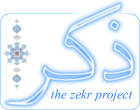 ذكر
the zekr project